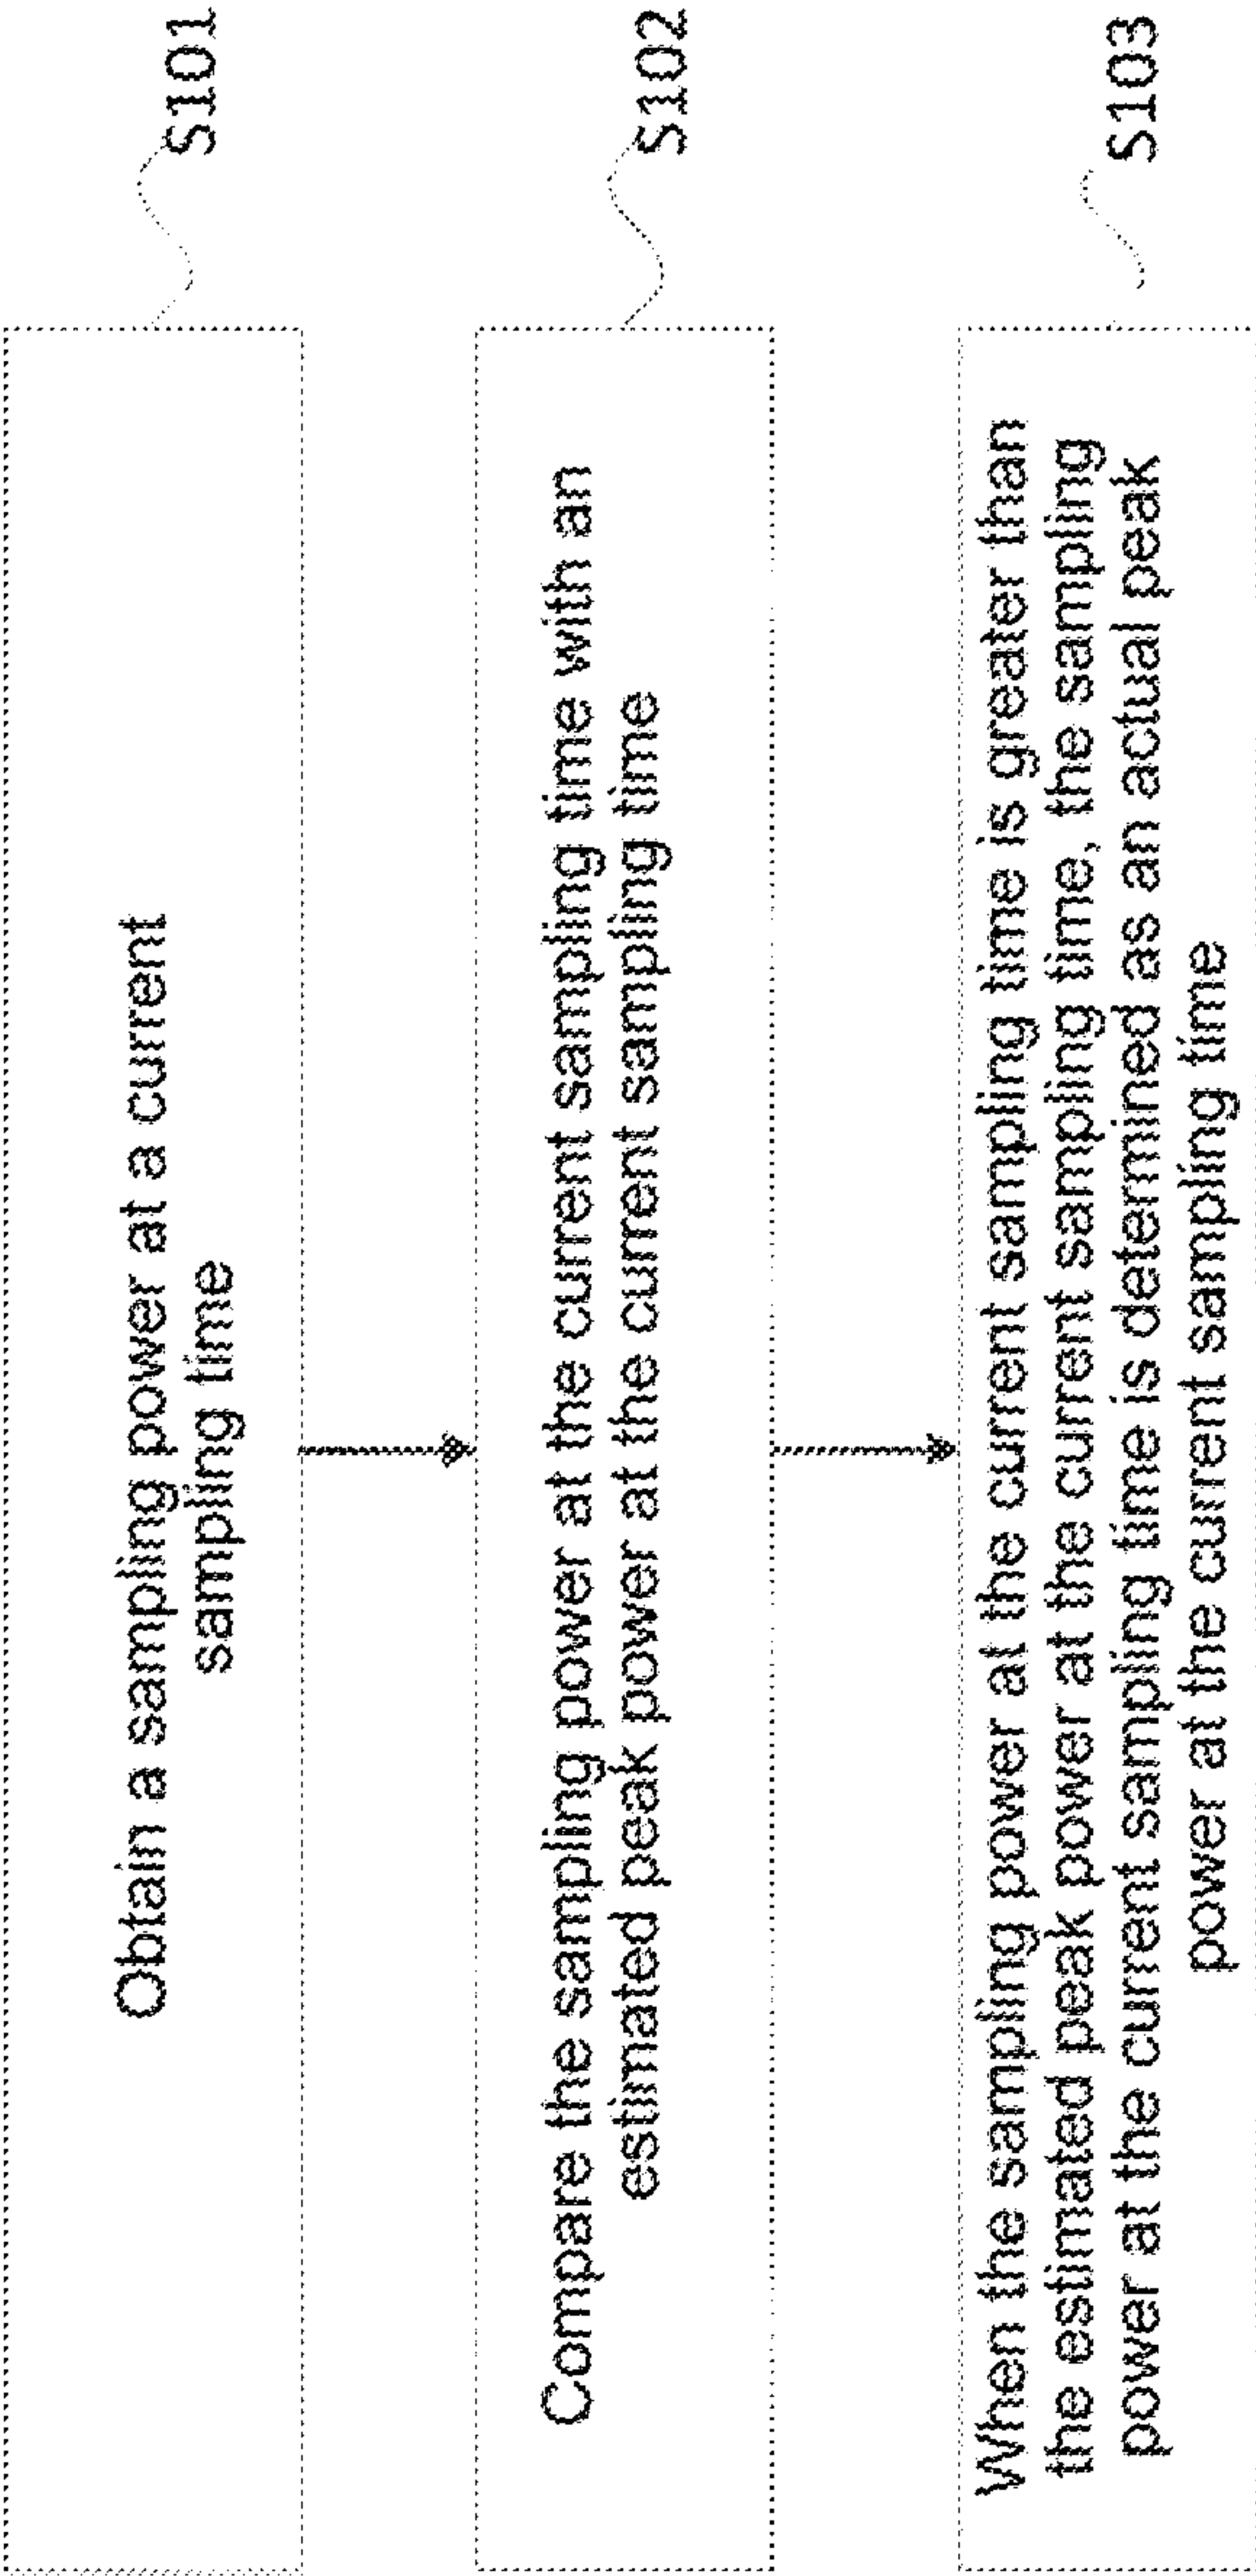 Obtain a sampling power at a current
sampling time
S101
Compare the sampling power at the current sampling time with an
estimated peak power at the current sampling time
S102
When the sampling power at the current sampling time is greater than
the estimated peak power at the current sampling time, the sampling
power at the current sampling time is determined as an actual peak
power at the current sampling time
S103